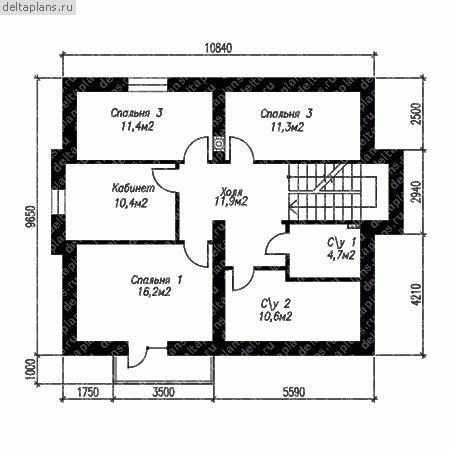 deltaplans.ru
10840
Спальня 3
11,4м2
Спальня 3
11,3м2
2500
Кабинет
10,4м2
Холл
11,9м2
2940
9650
С\у 1
4,7м2
Спальня 1
16,2м2
С\у 2
10,6м2
4210
1000
1750
3500
5590
deltaplans.ru